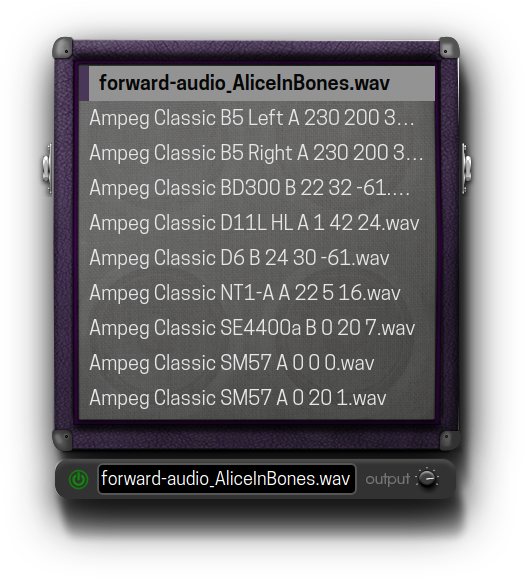 forward-audio_AliceInBones.wav
Ampeg Classic B5 Left A 230 200 3...
Ampeg Classic B5 Right A 230 200 3...
Ampeg Classic BD300 B 22 32 -61....
Ampeg Classic D11L HL A 1 42 24.wav
Ampeg Classic D6 B 24 30 -61.wav
Ampeg Classic NT1-A A 22 5 16.wav
Ampeg Classic SE4400a B 0 20 7.wav
Ampeg Classic SM57 A 0 0 0.wav
Ampeg Classic SM57 A 0 20 1.wav
forward-audio_AliceInBones.wav output